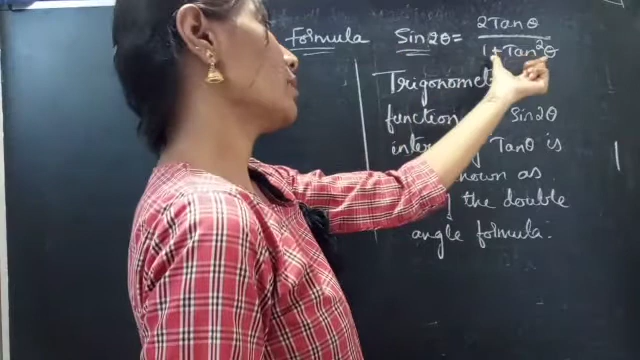 Formula Sin2θ = 2Tanθ
1 + Tan²θ
Trigonomet
function Sin2θ
inter Tanθ is
nown as
the double
angle formula.